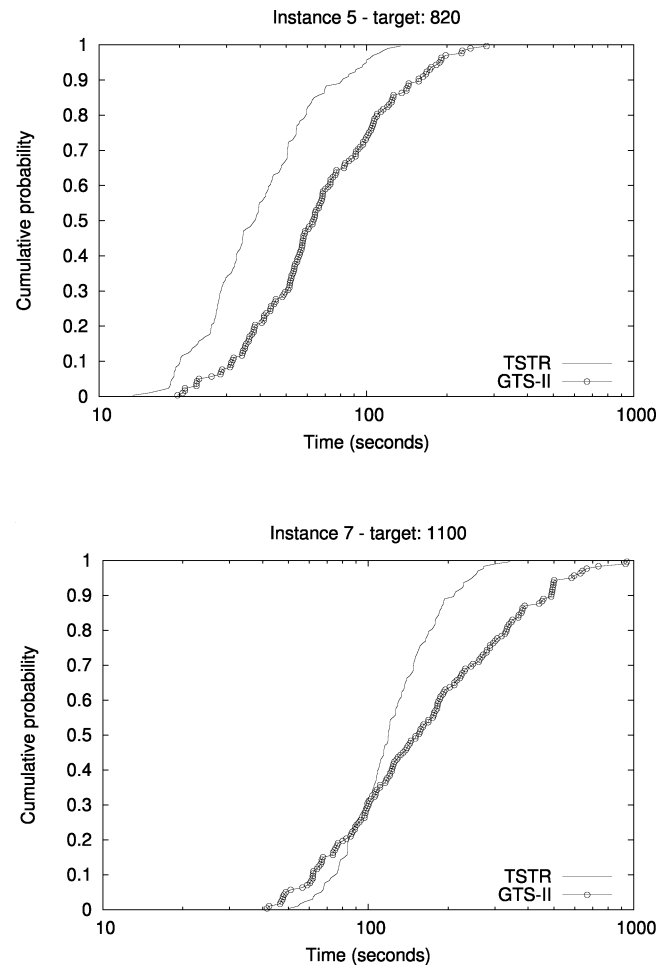 Instance 5 - target: 820
1
0.9
0.8
0.7
0.6
0.5
0.4
0.3
0.2
0.1
0
Cumulative probability
TSTR
GTS-II
10 100 1000
Time (seconds)
Instance 7 - target: 1100
1
0.9
0.8
0.7
0.6
0.5
0.4
0.3
0.2
0.1
0
Cumulative probability
TSTR
GTS-II
10 100 1000
Time (seconds)